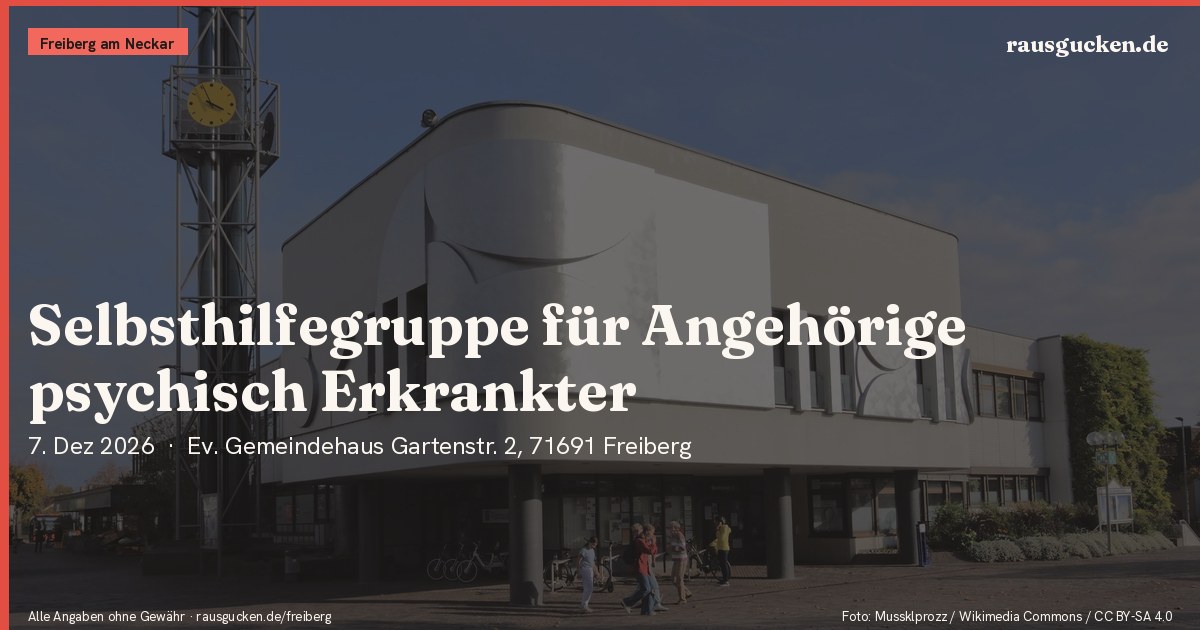 Freiberg am Neckar
rausgucken.de
Selbsthilfegruppe für Angehörige
psychisch Erkrankter
7. Dez 2026 · Ev. Gemeindehaus Gartenstr. 2, 71691 Freiberg
Alle Angaben ohne Gewähr · rausgucken.de/freiberg
Foto: Mussklprozz / Wikimedia Commons / CC BY-SA 4.0